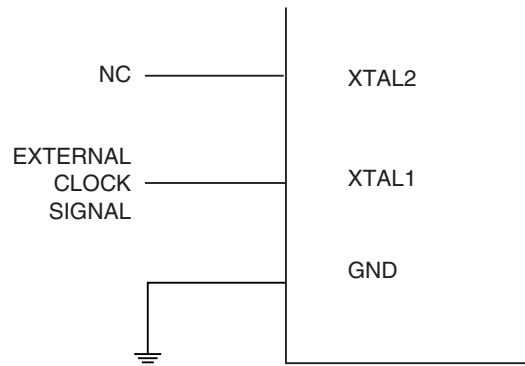 NC
XTAL2
EXTERNAL
CLOCK
SIGNAL
XTAL1
GND